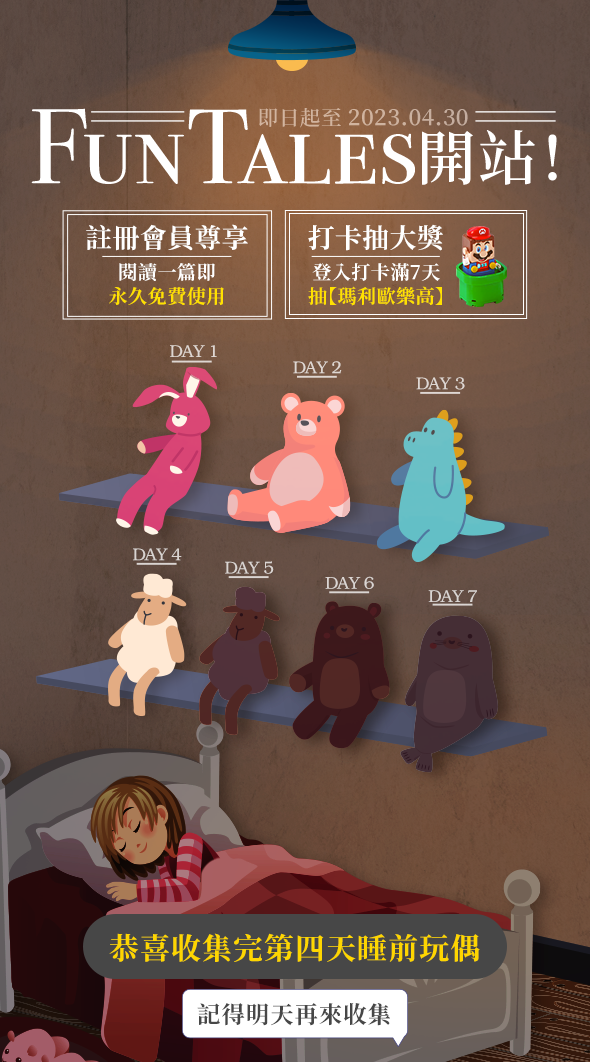 即日起至 2023.04.30
FUNTALES開站!
註冊會員尊享
閱讀一篇即
永久免費使用
打卡抽大獎
登入打卡滿7天
抽【瑪利歐樂高】
DAY 1
DAY 2
DAY 3
DAY 4
DAY 5
DAY 6
DAY 7
恭喜收集完第四天睡前玩偶
記得明天再來收集